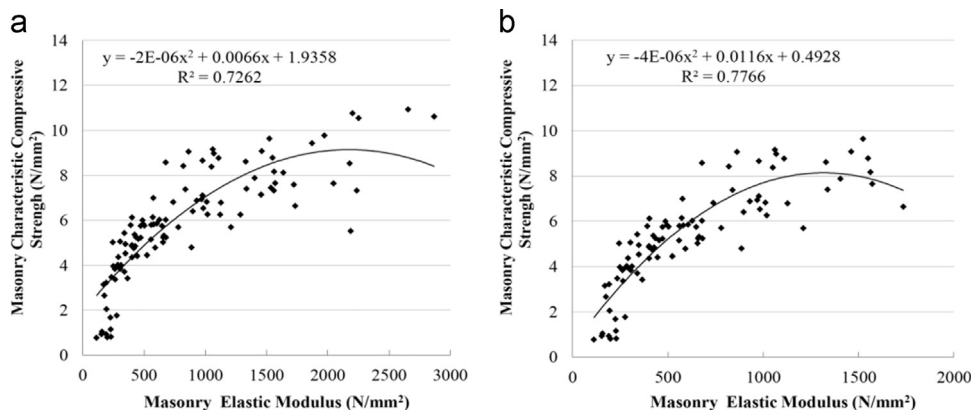 a
y = -2E-06x² + 0.0066x + 1.9358
R² = 0.7262
Masonry Characteristic Compressive
Strengh (N/mm²)
14
12
10
8
6
4
2
0
0 500 1000 1500 2000 2500 3000
Masonry Elastic Modulus (N/mm²)
b
y = -4E-06x² + 0.0116x + 0.4928
R² = 0.7766
Masonry Characteristic Compressive
Strengh (N/mm²)
14
12
10
8
6
4
2
0
0 500 1000 1500 2000
Masonry Elastic Modulus (N/mm²)